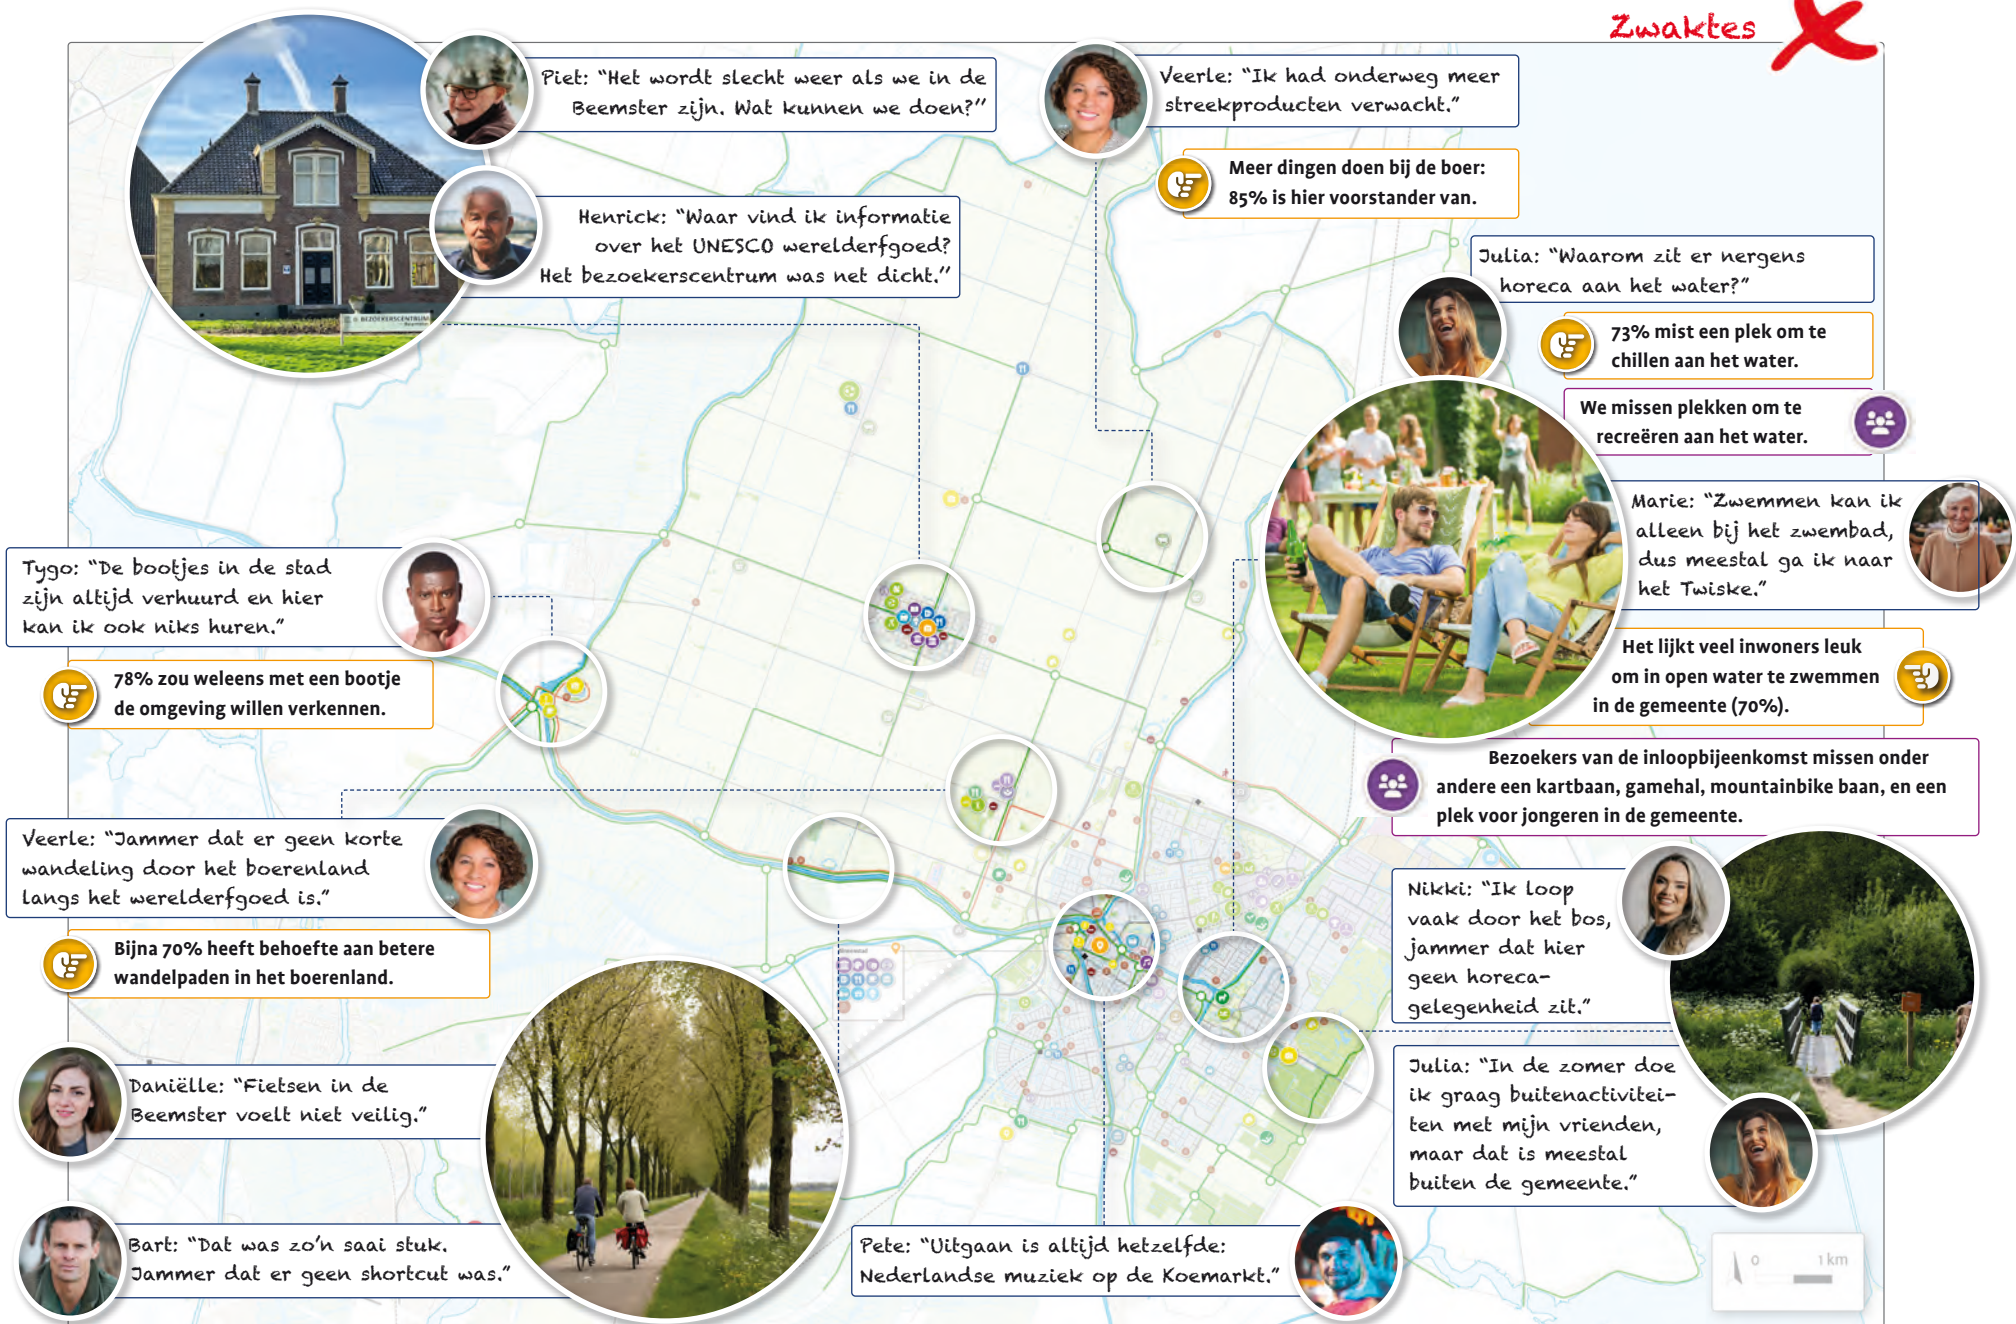 Zwaktes
Piet: “Het wordt slecht weer als we in de
Beemster zijn. Wat kunnen we doen?’’
Henrick: “Waar vind ik informatie
over het UNESCO werelderfgoed?
Het bezoekerscentrum was net dicht.’’
BEZOEKERSCENTRUM
Veerle: “Ik had onderweg meer
streekproducten verwacht.”
Meer dingen doen bij de boer:
85% is hier voorstander van.
Julia: “Waarom zit er nergens
horeca aan het water?”
73% mist een plek om te
chillen aan het water.
We missen plekken om te
recreëren aan het water.
Marie: “Zwemmen kan ik
alleen bij het zwembad,
dus meestal ga ik naar
het Twiske.”
Het lijkt veel inwoners leuk
om in open water te zwemmen
in de gemeente (70%).
Bezoekers van de inloopbijeenkomst missen onder
andere een kartbaan, gamehal, mountainbike baan, en een
plek voor jongeren in de gemeente.
Tygo: “De bootjes in de stad
zijn altijd verhuurd en hier
kan ik ook niks huren.”
78% zou weleens met een bootje
de omgeving willen verkennen.
Veerle: “Jammer dat er geen korte
wandeling door het boerenland
langs het werelderfgoed is.”
Bijna 70% heeft behoefte aan betere
wandelpaden in het boerenland.
Nikki: “Ik loop
vaak door het bos,
jammer dat hier
geen horeca-
gelegenheid zit.”
Julia: “In de zomer doe
ik graag buitenactivitei-
ten met mijn vrienden,
maar dat is meestal
buiten de gemeente.”
Daniëlle: “Fietsen in de
Beemster voelt niet veilig.”
Bart: “Dat was zo’n saai stuk.
Jammer dat er geen shortcut was.”
Pete: “Uitgaan is altijd hetzelfde:
Nederlandse muziek op de Koemarkt.”
0 1 km